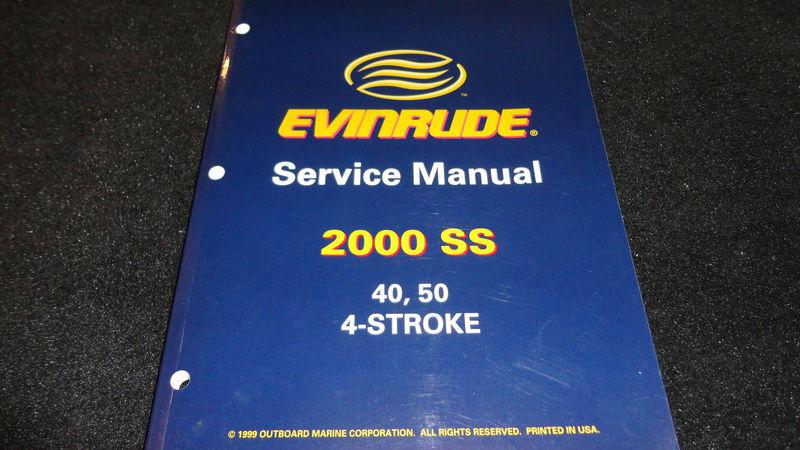 ™
EVINRUDE®
Service Manual
2000 SS
40, 50
4-STROKE
© 1999 OUTBOARD MARINE CORPORATION. ALL RIGHTS RESERVED. PRINTED IN USA.